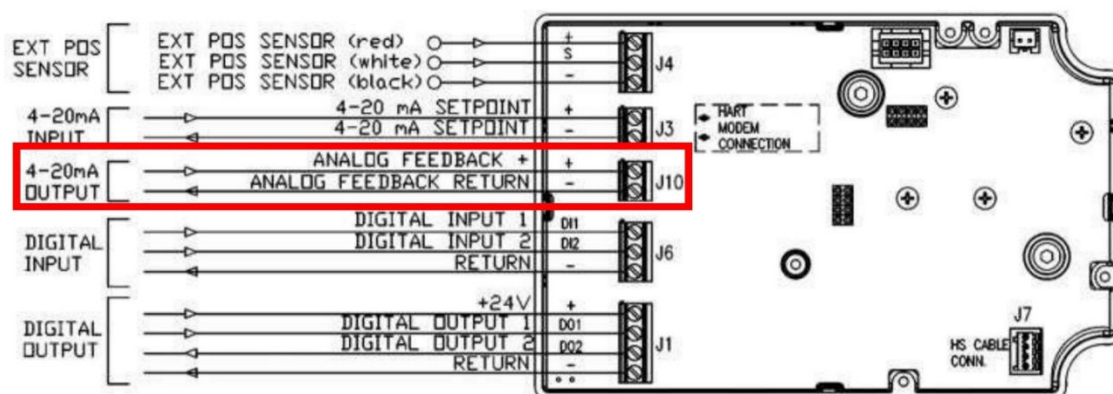 EXT POS
SENSOR
EXT POS SENSOR (red)
EXT POS SENSOR (white)
EXT POS SENSOR (black)
+
S
-
J4
4-20mA
INPUT
4-20 mA SETPOINT
4-20 mA SETPOINT
+
-
J3
HART
MODEM
CONNECTION
4-20mA
OUTPUT
ANALOG FEEDBACK +
ANALOG FEEDBACK RETURN
+
-
J10
DIGITAL
INPUT
DIGITAL INPUT 1
DIGITAL INPUT 2
RETURN
DI1
DI2
-
J6
DIGITAL
OUTPUT
+24V
DIGITAL OUTPUT 1
DIGITAL OUTPUT 2
RETURN
+
DO1
DO2
-
J1
J7
HS CABLE
CONN.